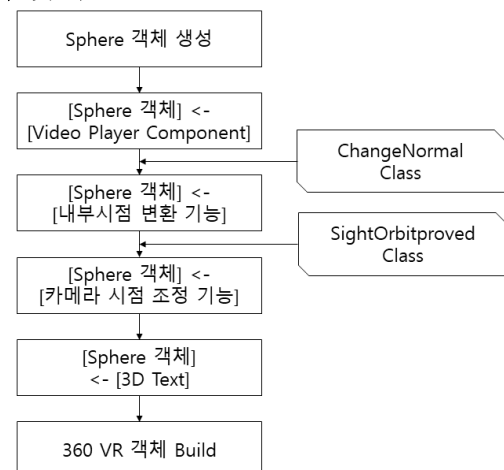 Sphere 객체 생성
[Sphere 객체] <-
[Video Player Component]
ChangeNormal
Class
[Sphere 객체] <-
[내부시점 변환 기능]
SightOrbitproved
Class
[Sphere 객체] <-
[카메라 시점 조정 기능]
[Sphere 객체]
<- [3D Text]
360 VR 객체 Build